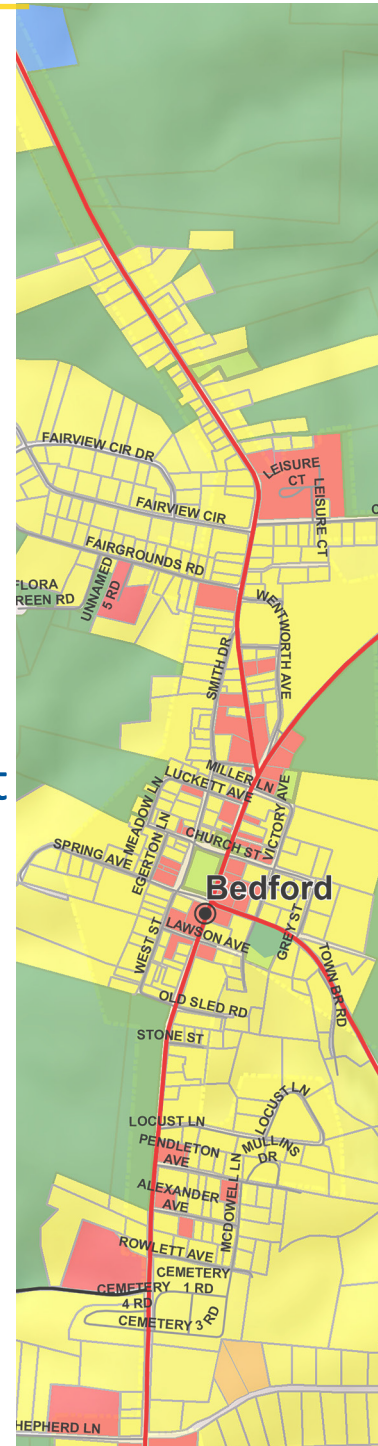 FAIRVIEW CIR DR
LEISURE
CT
LEISURE CT
FAIRVIEW CIR
C
FAIRGROUNDS RD
FLORA
REEN RD
UNNAMED
5 RD
WENTWORTH AVE
SMITH DR
t
MILLER LN
LUCKETT AVE
MEADOW LN
VICTORY AVE
EGERTON LN
CHURCH ST
SPRING AVE
Bedford
LAWSON AVE
GREY ST
WEST ST
TOWN BR RD
OLD SLED RD
STONE ST
LOCUST LN
LOCUST LN
PENDLETON
AVE
MULLINS
DR
ALEXANDER
AVE
MCDOWELL LN
ROWLETT AVE
CEMETERY
1 RD
CEMETERY
4 RD
CEMETERY 3 RD
HEPHERD LN